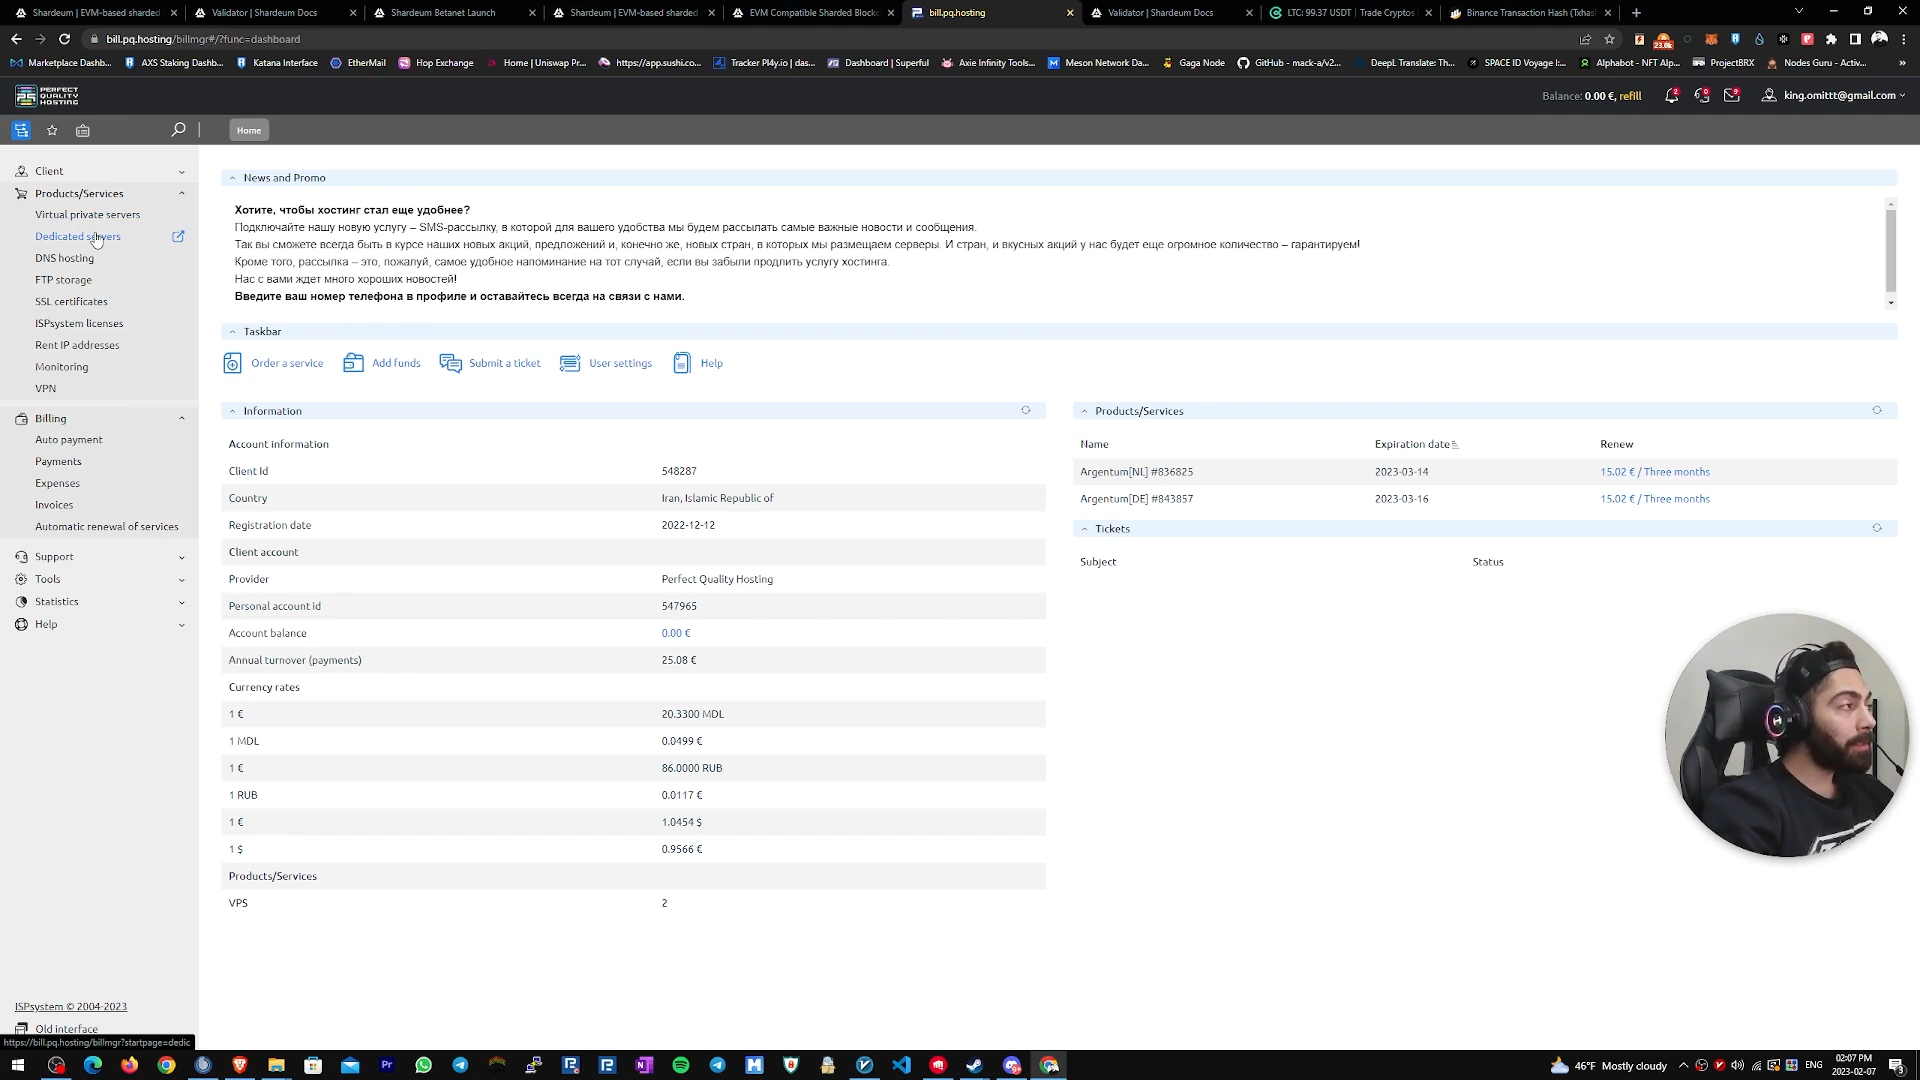 Shardeum | EVM-based sharded
Validator | Shardeum Docs
Shardeum Betanet Launch
Shardeum | EVM-based sharded
EVM Compatible Sharded Blockc
bill.pq.hosting
Validator | Shardeum Docs
LTC: 99.37 USDT | Trade Cryptos
Binance Transaction Hash (Txhas
bill.pq.hosting/billmgr#/?func=dashboard
23.0k
Marketplace Dashb...
AXS Staking Dashb...
Katana Interface
EtherMail
Hop Exchange
Home | Uniswap Pr...
https://app.sushi.co...
Tracker Pl4y.io | das...
Dashboard | Superful
Axie Infinity Tools...
Meson Network Da...
Gaga Node
GitHub - mack-a/v2...
DeepL Translate: Th...
SPACE ID Voyage |:...
Alphabot - NFT Alp...
ProjectBRX
Nodes Guru - Activ...
PERFECT
QUALITY
HOSTING
Balance: 0.00 €, refill
2
0
9
king.omittt@gmail.com
Home
Client
Products/Services
Virtual private servers
Dedicated servers
DNS hosting
FTP storage
SSL certificates
ISPsystem licenses
Rent IP addresses
Monitoring
VPN
Billing
Auto payment
Payments
Expenses
Invoices
Automatic renewal of services
Support
Tools
Statistics
Help
News and Promo
Хотите, чтобы хостинг стал еще удобнее?
Подключайте нашу новую услугу – SMS-рассылку, в которой для вашего удобства мы будем рассылать самые важные новости и сообщения.
Так вы сможете всегда быть в курсе наших новых акций, предложений и, конечно же, новых стран, в которых мы размещаем серверы. И стран, и вкусных акций у нас будет еще огромное количество – гарантируем!
Кроме того, рассылка – это, пожалуй, самое удобное напоминание на тот случай, если вы забыли продлить услугу хостинга.
Нас с вами ждет много хороших новостей!
Введите ваш номер телефона в профиле и оставайтесь всегда на связи с нами.
Taskbar
Order a service
Add funds
Submit a ticket
User settings
Help
Information
Account information
Client Id 548287
Country Iran, Islamic Republic of
Registration date 2022-12-12
Client account
Provider Perfect Quality Hosting
Personal account id 547965
Account balance 0.00 €
Annual turnover (payments) 25.08 €
Currency rates
1 € 20.3300 MDL
1 MDL 0.0499 €
1 € 86.0000 RUB
1 RUB 0.0117 €
1 € 1.0454 $
1 $ 0.9566 €
Products/Services
VPS 2
Products/Services
Name Expiration date Renew
Argentum[NL] #836825 2023-03-14 15.02 € / Three months
Argentum[DE] #843857 2023-03-16 15.02 € / Three months
Tickets
Subject Status
ISPsystem © 2004-2023
Old interface
https://bill.pq.hosting/billmgr?startpage=dedic
46°F Mostly cloudy
ENG
02:07 PM
2023-02-07
3